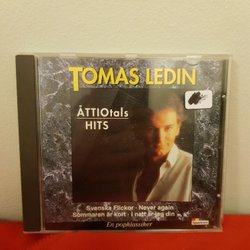 TOMAS LEDIN
ÅTTIOtals
HITS
Svenska Flickor · Never again
Sommaren är kort · I natt är jag din
En popklassiker